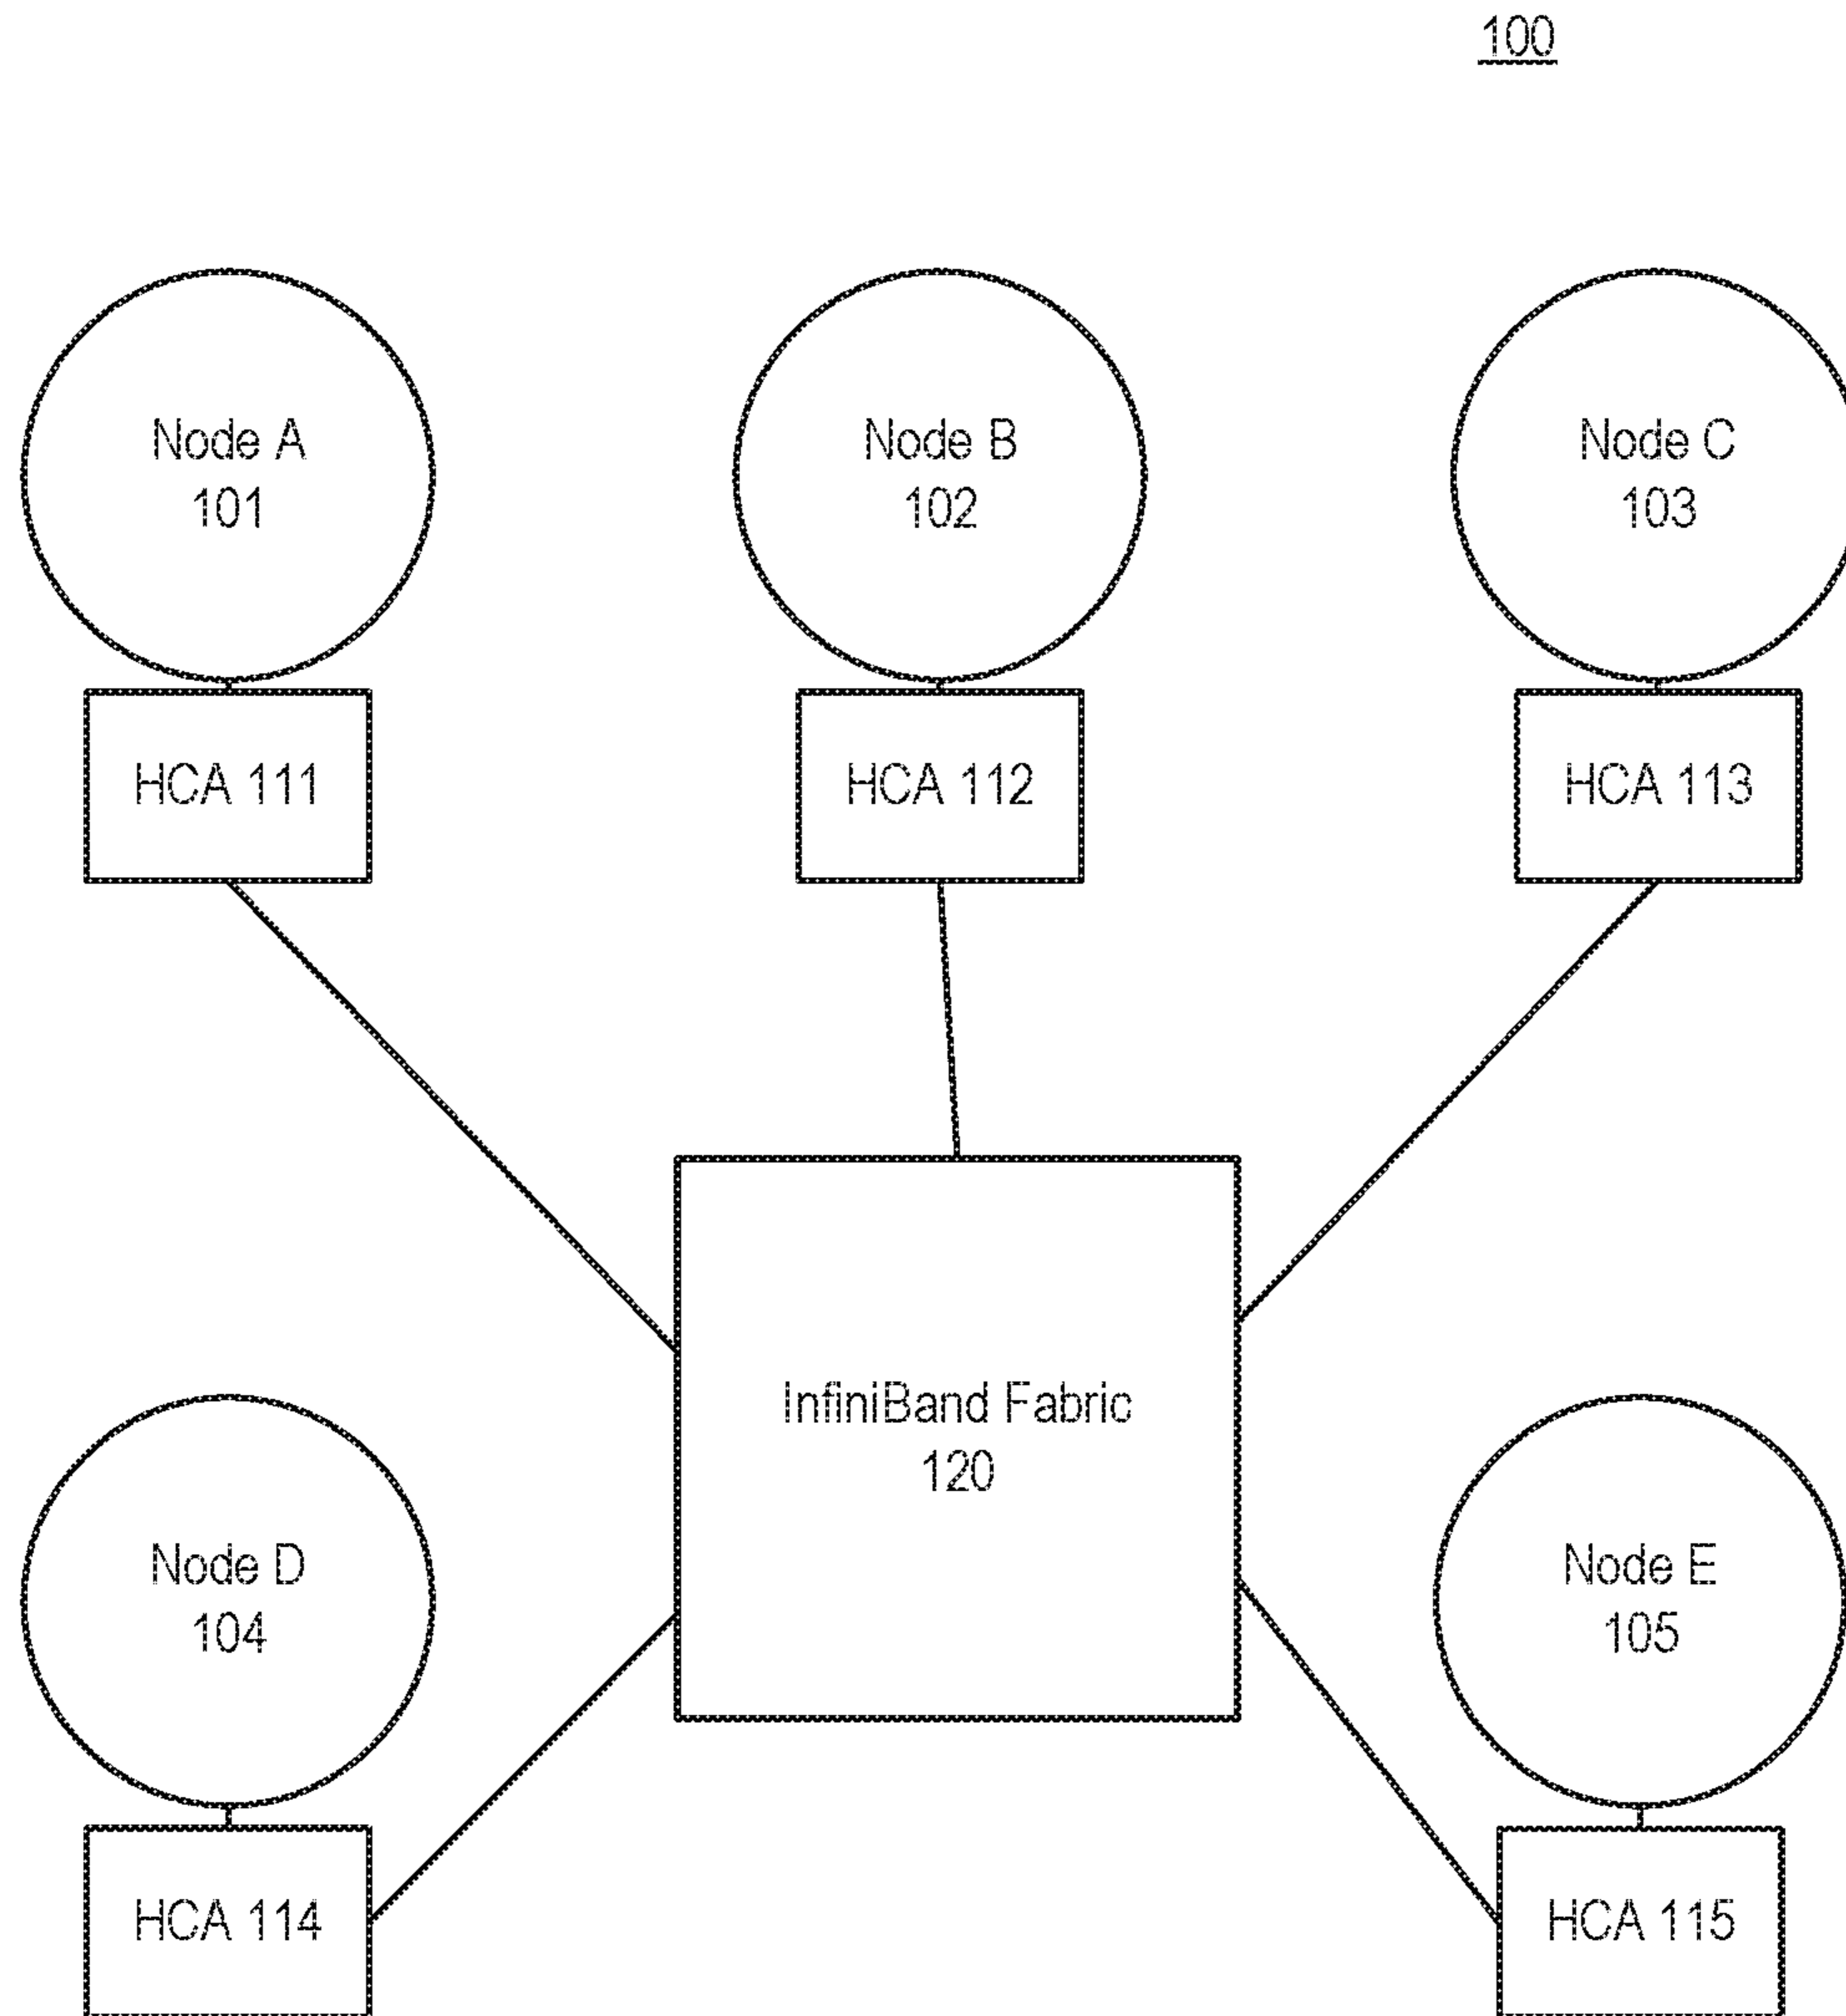 100
Node A
101
Node B
102
Node C
103
HCA 111
HCA 112
HCA 113
InfiniBand Fabric
120
Node D
104
Node E
105
HCA 114
HCA 115